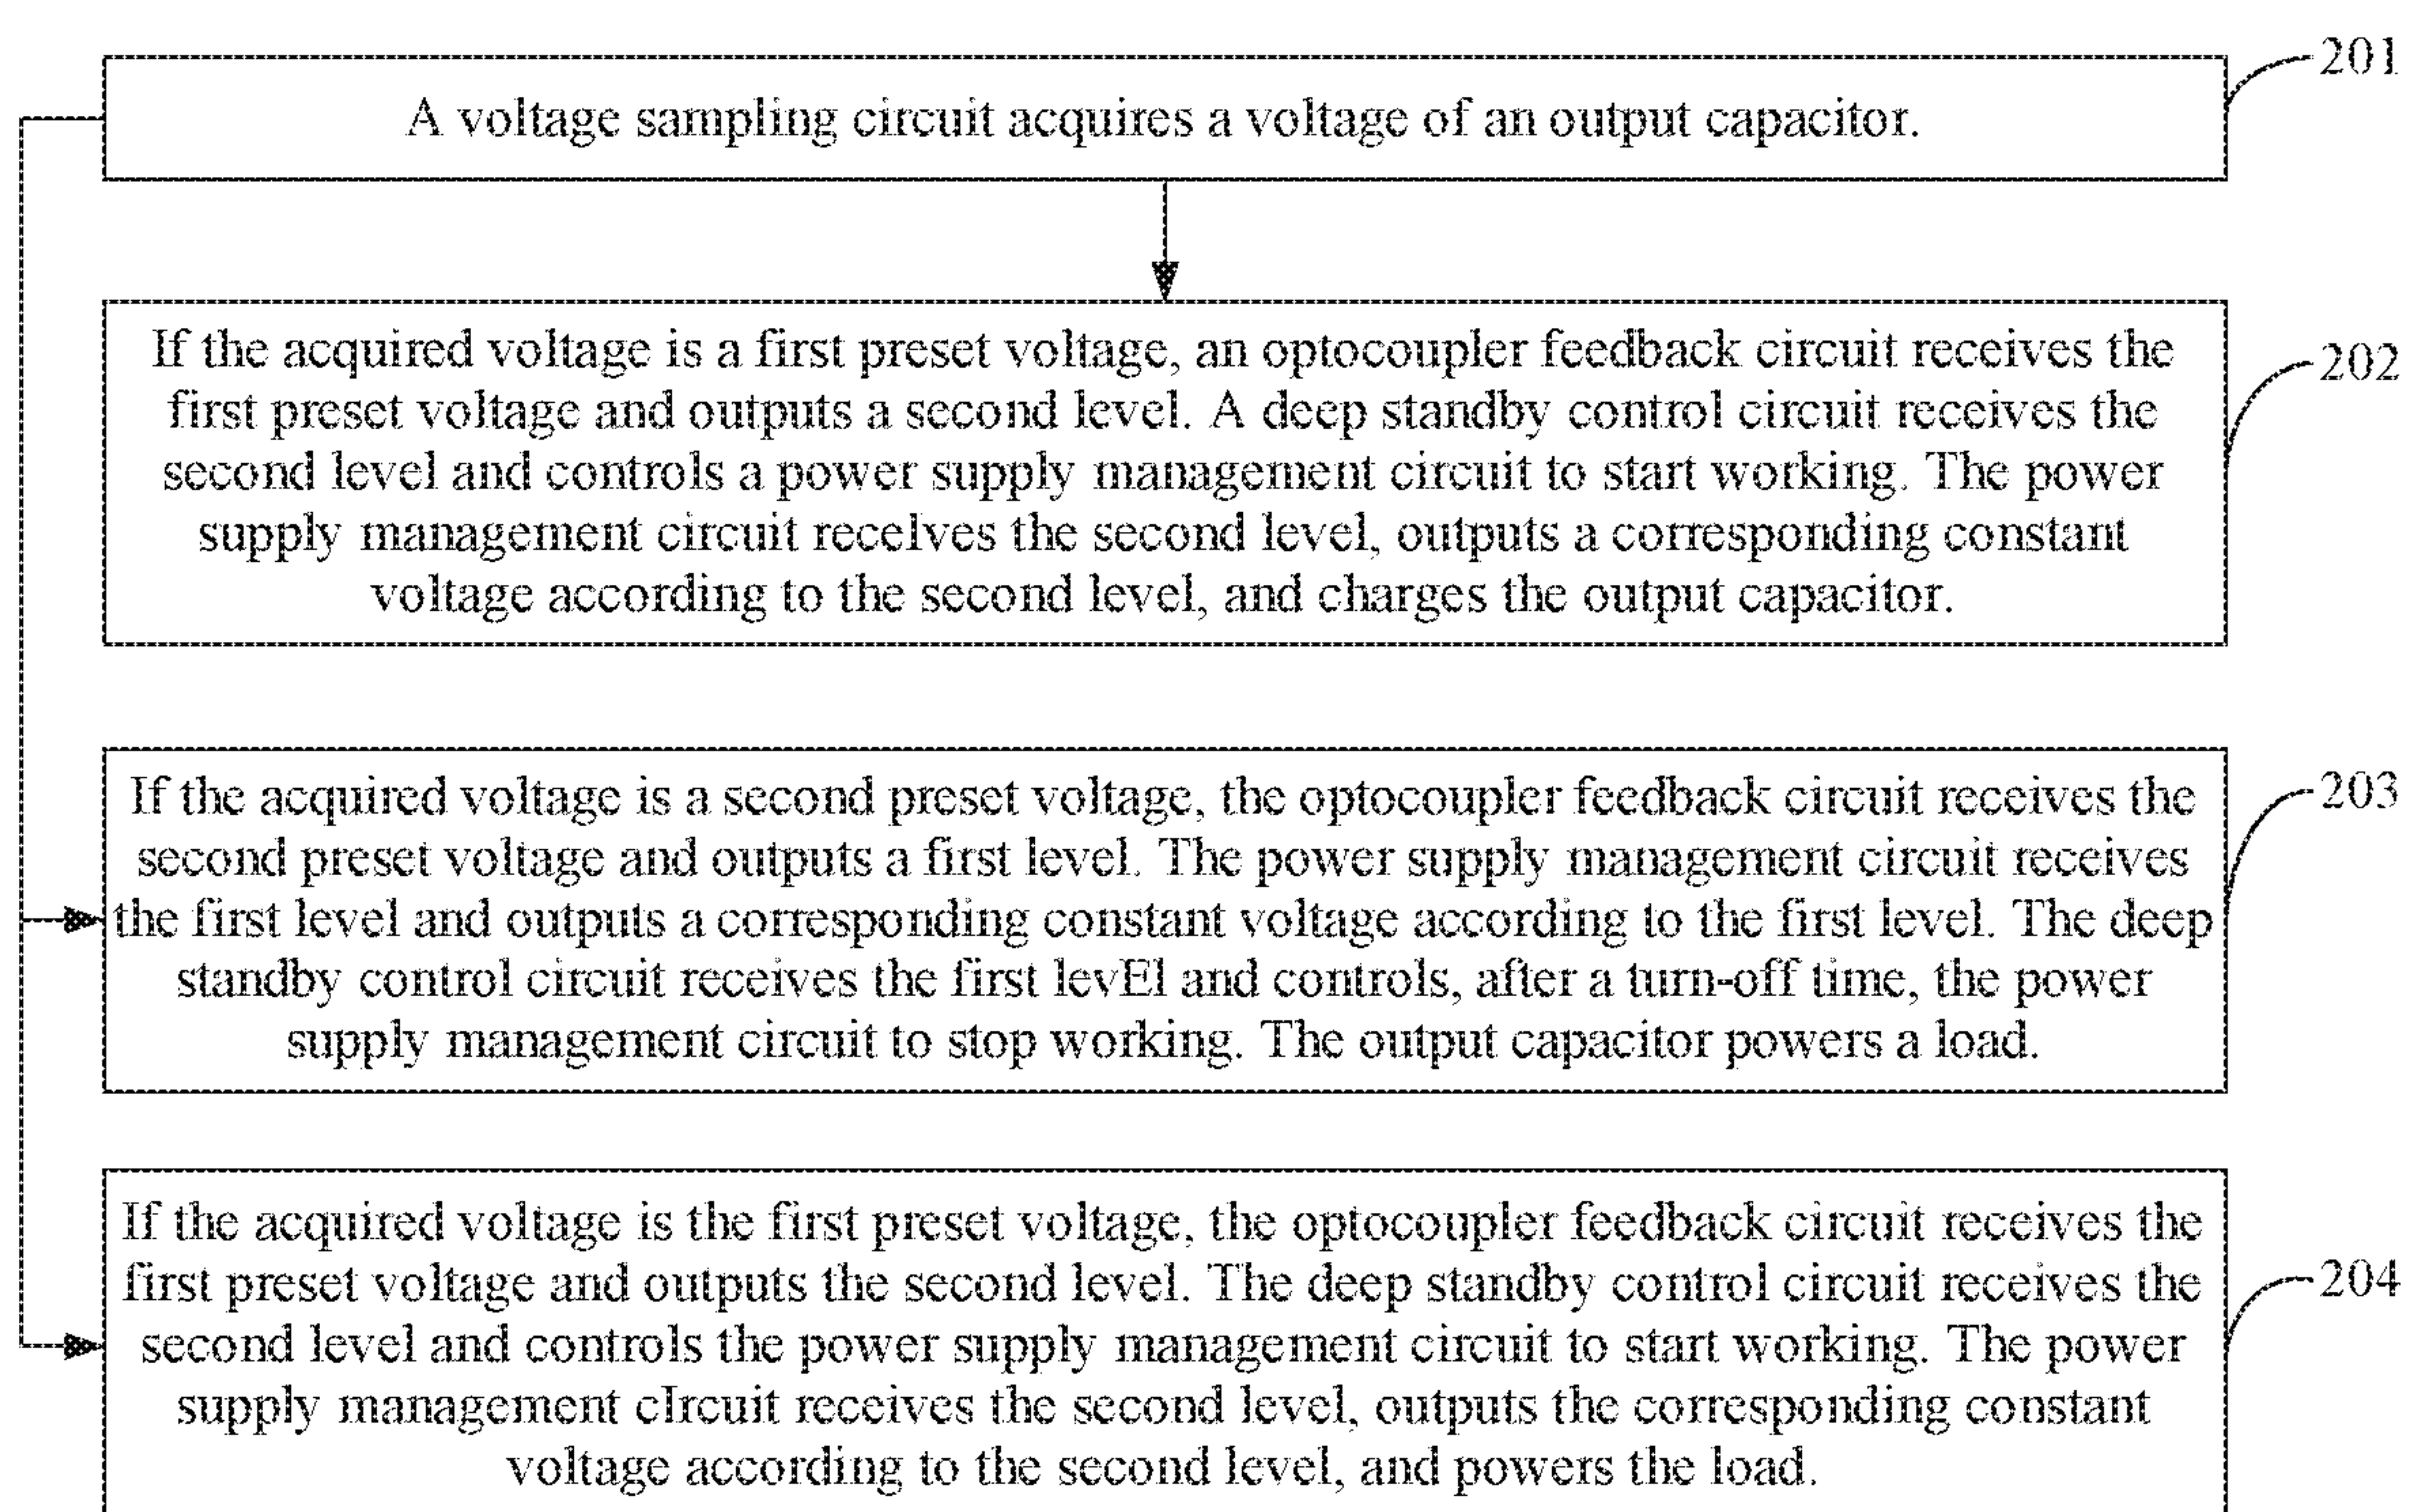 201
A voltage sampling circuit acquires a voltage of an output capacitor.
202
If the acquired voltage is a first preset voltage, an optocoupler feedback circuit receives the
first preset voltage and outputs a second level. A deep standby control circuit receives the
second level and controls a power supply management circuit to start working. The power
supply management circuit receIves the second level, outputs a corresponding constant
voltage according to the second level, and charges the output capacitor.
203
If the acquired voltage is a second preset voltage, the optocoupler feedback circuit receives the
second preset voltage and outputs a first level. The power supply management circuit receives
the first level and outputs a corresponding constant voltage according to the first level. The deep
standby control circuit receives the first levEl and controls, after a turn-off time, the power
supply management circuit to stop working. The output capacitor powers a load.
204
If the acquired voltage is the first preset voltage, the optocoupler feedback circuit receives the
first preset voltage and outputs the second level. The deep standby control circuit receives the
second level and controls the power supply management circuit to start working. The power
supply management cIrcuit receives the second level, outputs the corresponding constant
voltage according to the second level, and powers the load.